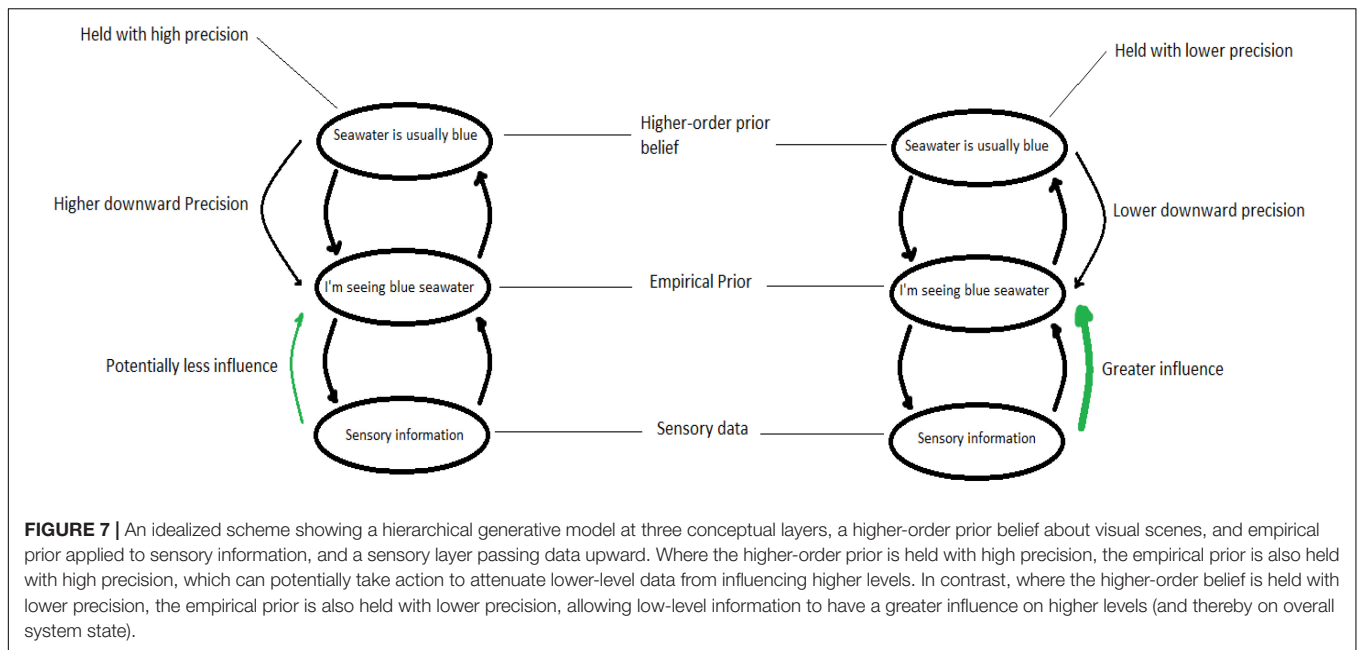 Held with high precision
Held with lower precision
Seawater is usually blue
Higher-order prior
belief
Seawater is usually blue
Higher downward Precision
Lower downward precision
I'm seeing blue seawater
Empirical Prior
I'm seeing blue seawater
Potentially less influence
Greater influence
Sensory information
Sensory data
Sensory information
FIGURE 7 | An idealized scheme showing a hierarchical generative model at three conceptual layers, a higher-order prior belief about visual scenes, and empirical
prior applied to sensory information, and a sensory layer passing data upward. Where the higher-order prior is held with high precision, the empirical prior is also held
with high precision, which can potentially take action to attenuate lower-level data from influencing higher levels. In contrast, where the higher-order belief is held with
lower precision, the empirical prior is also held with lower precision, allowing low-level information to have a greater influence on higher levels (and thereby on overall
system state).